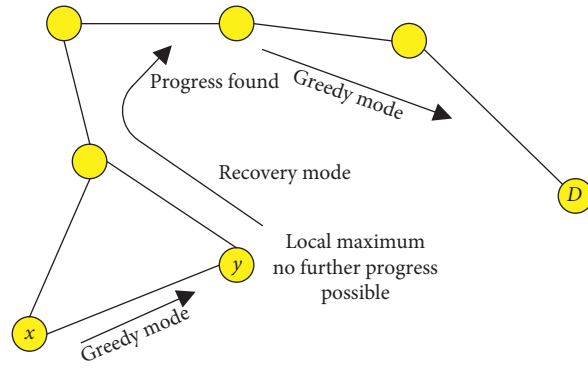 Progress found
Greedy mode
Recovery mode
D
Local maximum
no further progress
possible
y
x
Greedy mode